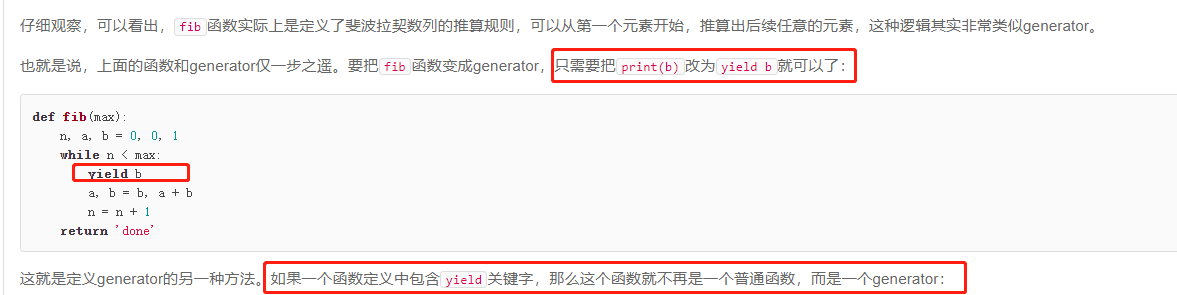 仔细观察，可以看出，fib函数实际上是定义了斐波拉契数列的推算规则，可以从第一个元素开始，推算出后续任意的元素，这种逻辑其实非常类似generator。
也就是说，上面的函数和generator仅一步之遥。要把fib函数变成generator，只需要把print(b)改为yield b就可以了：
def fib(max):
    n, a, b = 0, 0, 1
    while n < max:
        yield b
        a, b = b, a + b
        n = n + 1
    return 'done'
这就是定义generator的另一种方法。如果一个函数定义中包含yield关键字，那么这个函数就不再是一个普通函数，而是一个generator：